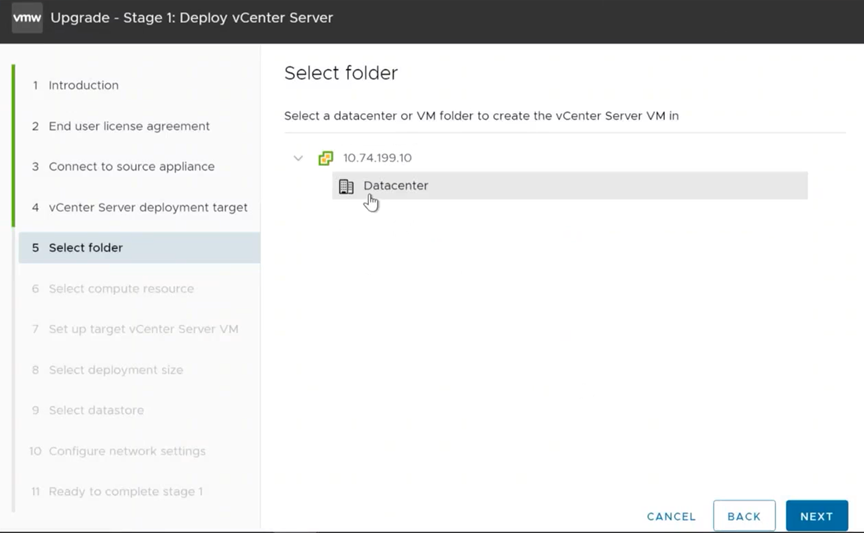 vmw Upgrade - Stage 1: Deploy vCenter Server
1 Introduction
2 End user license agreement
3 Connect to source appliance
4 vCenter Server deployment target
5 Select folder
6 Select compute resource
7 Set up target vCenter Server VM
8 Select deployment size
9 Select datastore
10 Configure network settings
11 Ready to complete stage 1
Select folder
Select a datacenter or VM folder to create the vCenter Server VM in
10.74.199.10
Datacenter
CANCEL BACK NEXT